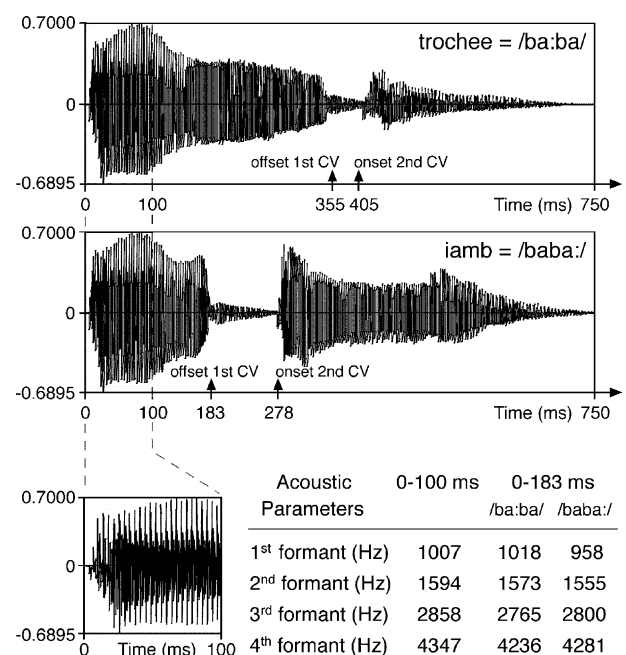 0.7000
trochee = /ba:ba/
0
offset 1st CV onset 2nd CV
-0.6895
0 100 355 405 Time (ms) 750
0.7000
iamb = /baba:/
0
offset 1st CV onset 2nd CV
-0.6895
0 100 183 278 Time (ms) 750
0.7000
0
-0.6895
0 Time (ms) 100
Acoustic Parameters 0-100 ms 0-183 ms
/ba:ba/ /baba:/
1st formant (Hz) 1007 1018 958
2nd formant (Hz) 1594 1573 1555
3rd formant (Hz) 2858 2765 2800
4th formant (Hz) 4347 4236 4281